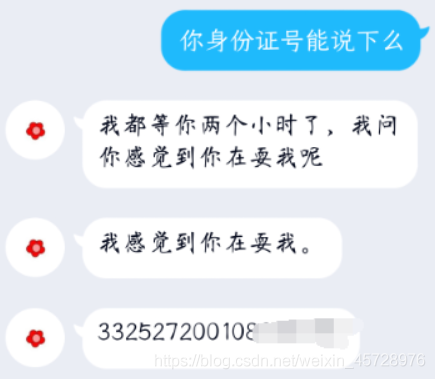 你身份证号能说下么
我都等你两个小时了，我问
你感觉到你在耍我呢
我感觉到你在耍我。
332527200108
https://blog.csdn.net/weixin_45728976